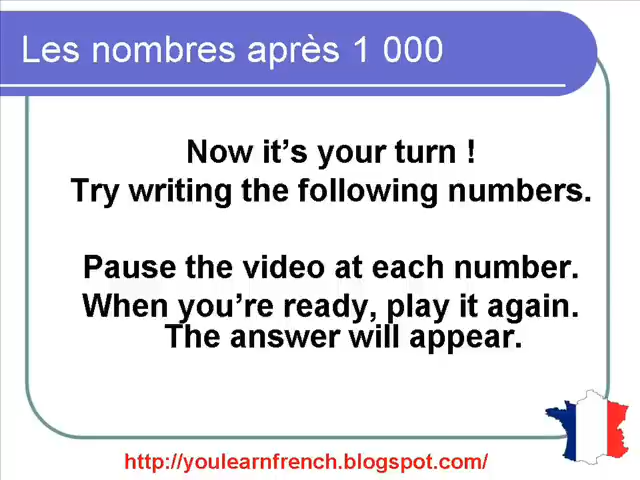 Les nombres après 1 000
Now it's your turn !
Try writing the following numbers.
Pause the video at each number.
When you're ready, play it again.
The answer will appear.
http://youlearnfrench.blogspot.com/